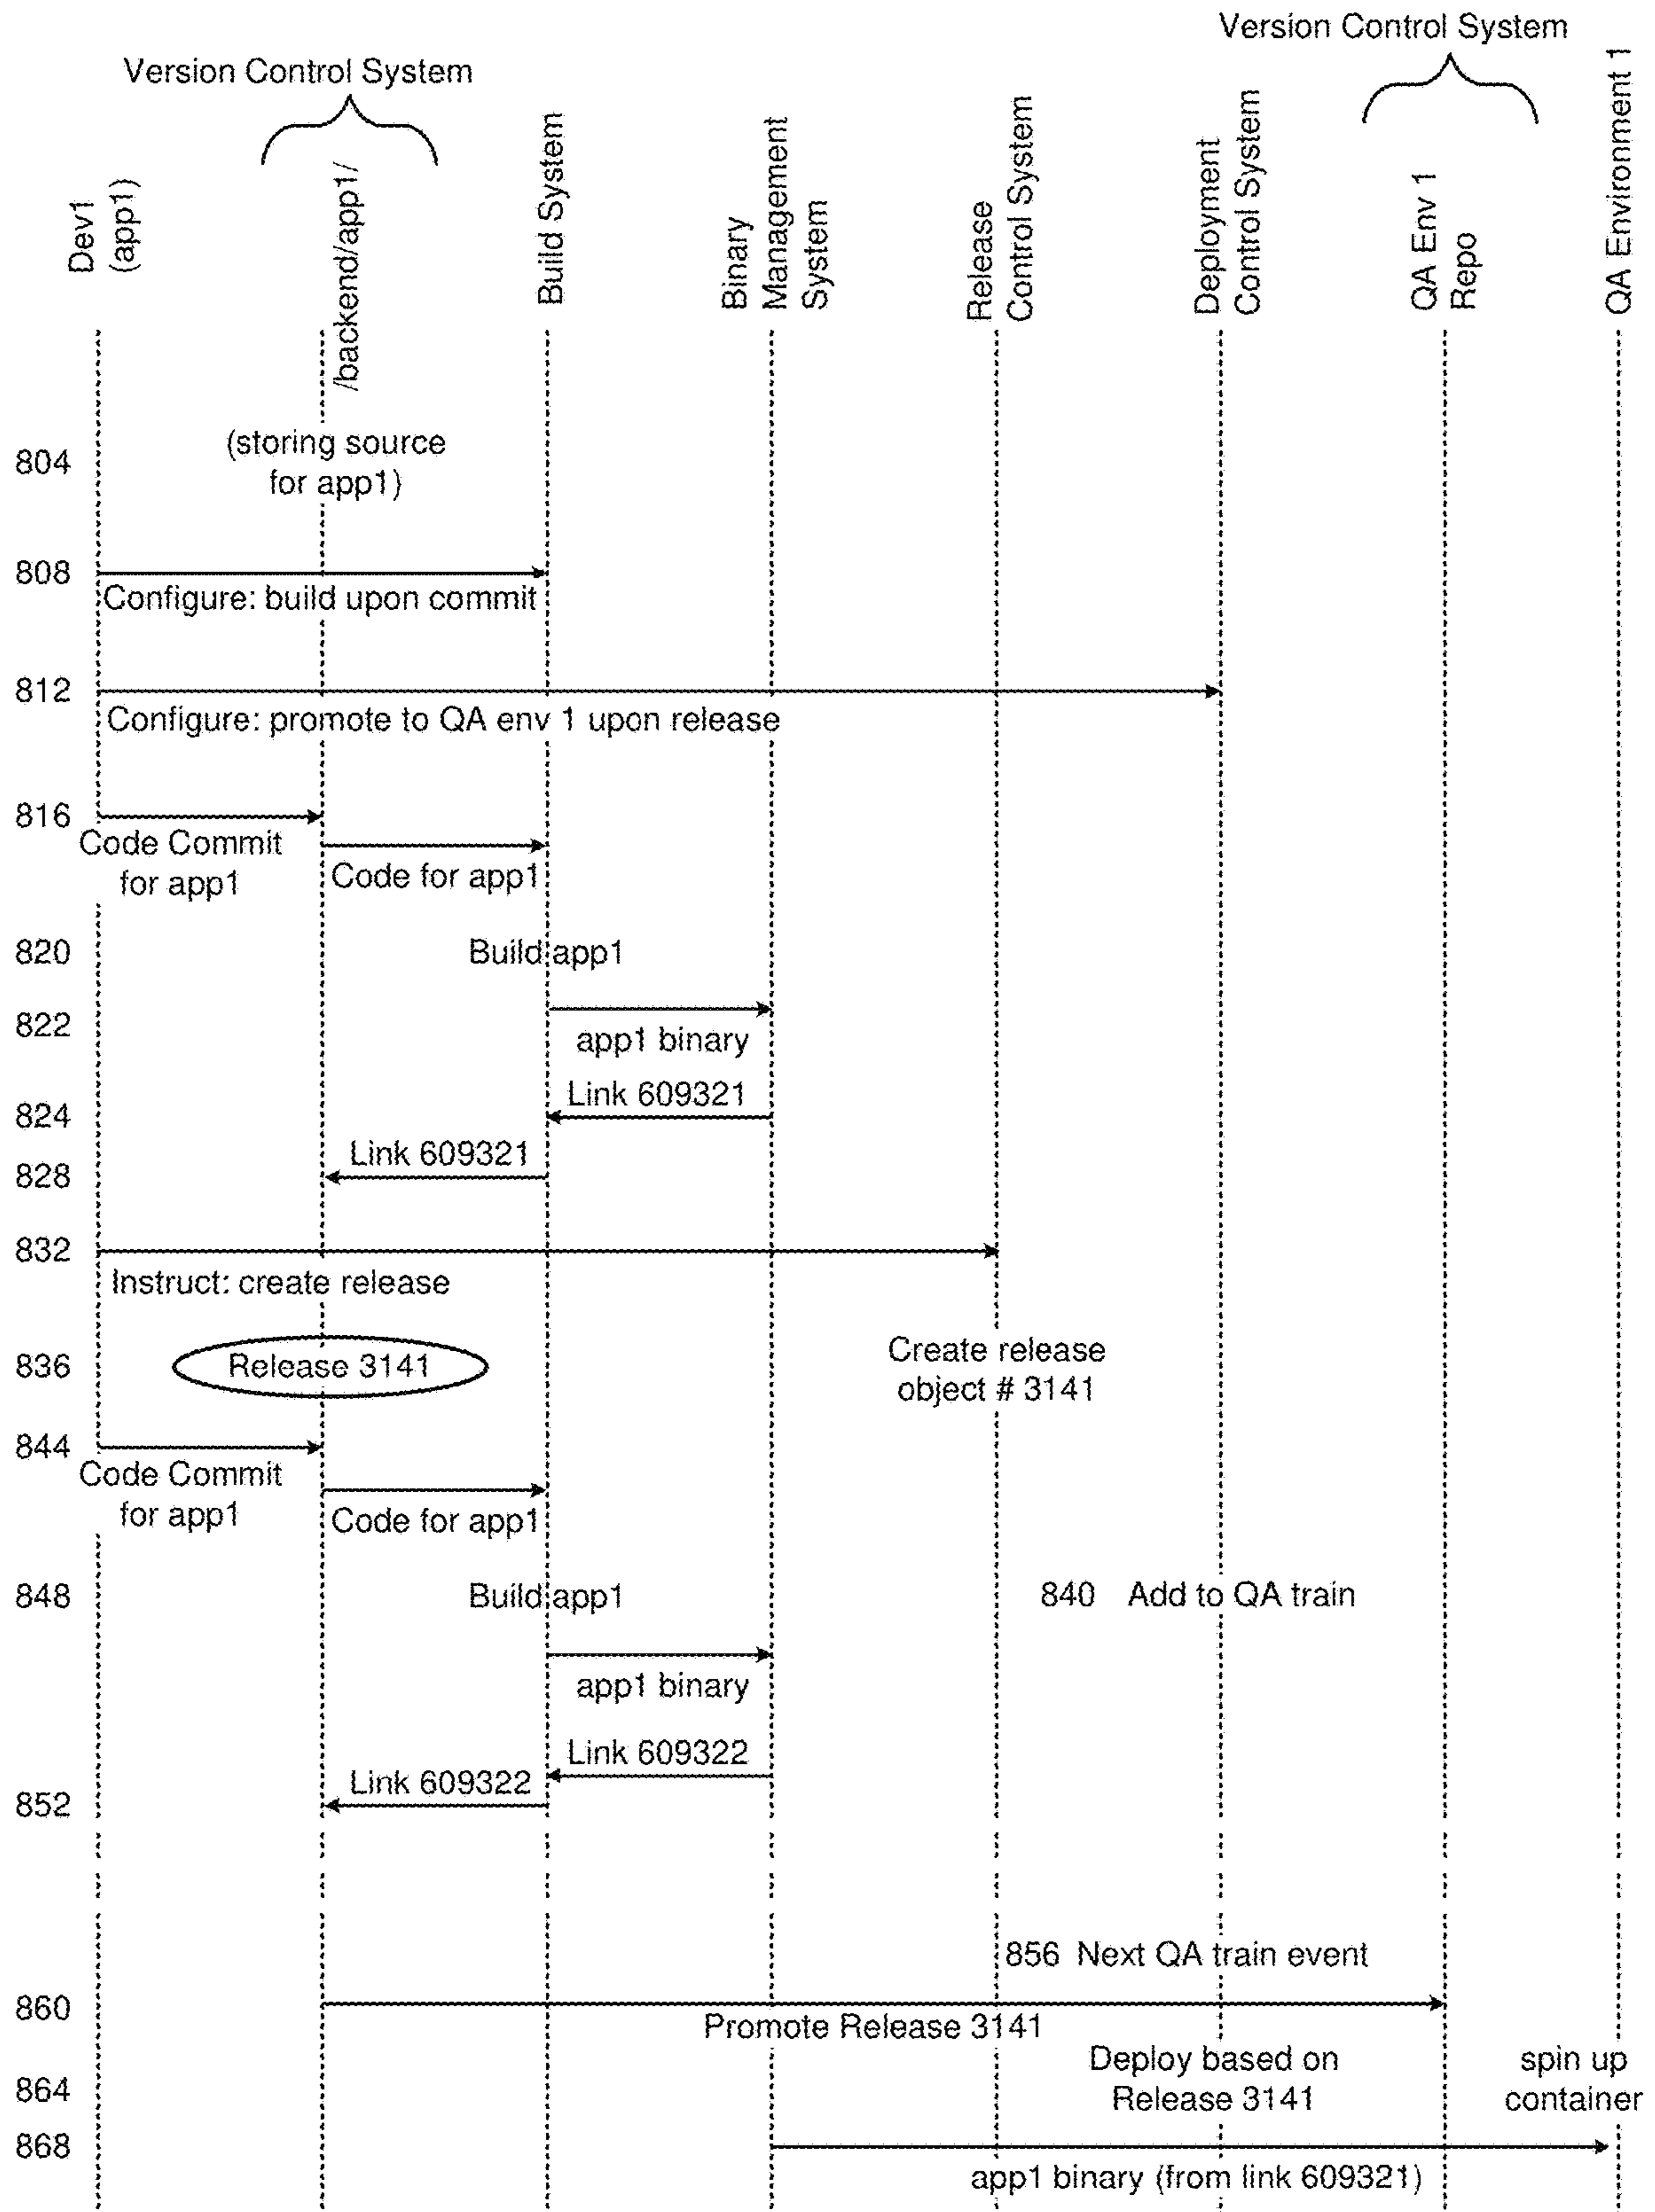 Version Control System
Version Control System
Dev1
(app1)
/backend/app1/
Build System
Binary
Management
System
Release
Control System
Deployment
Control System
QA Env 1
Repo
QA Environment 1
804
(storing source
for app1)
808
Configure: build upon commit
812
Configure: promote to QA env 1 upon release
816
Code Commit
for app1
Code for app1
820
Build app1
822
app1 binary
Link 609321
824
Link 609321
828
832
Instruct: create release
836
Release 3141
Create release
object # 3141
844
Code Commit
for app1
Code for app1
848
Build app1
840 Add to QA train
app1 binary
Link 609322
Link 609322
852
856 Next QA train event
860
Promote Release 3141
864
Deploy based on
Release 3141
spin up
container
868
app1 binary (from link 609321)